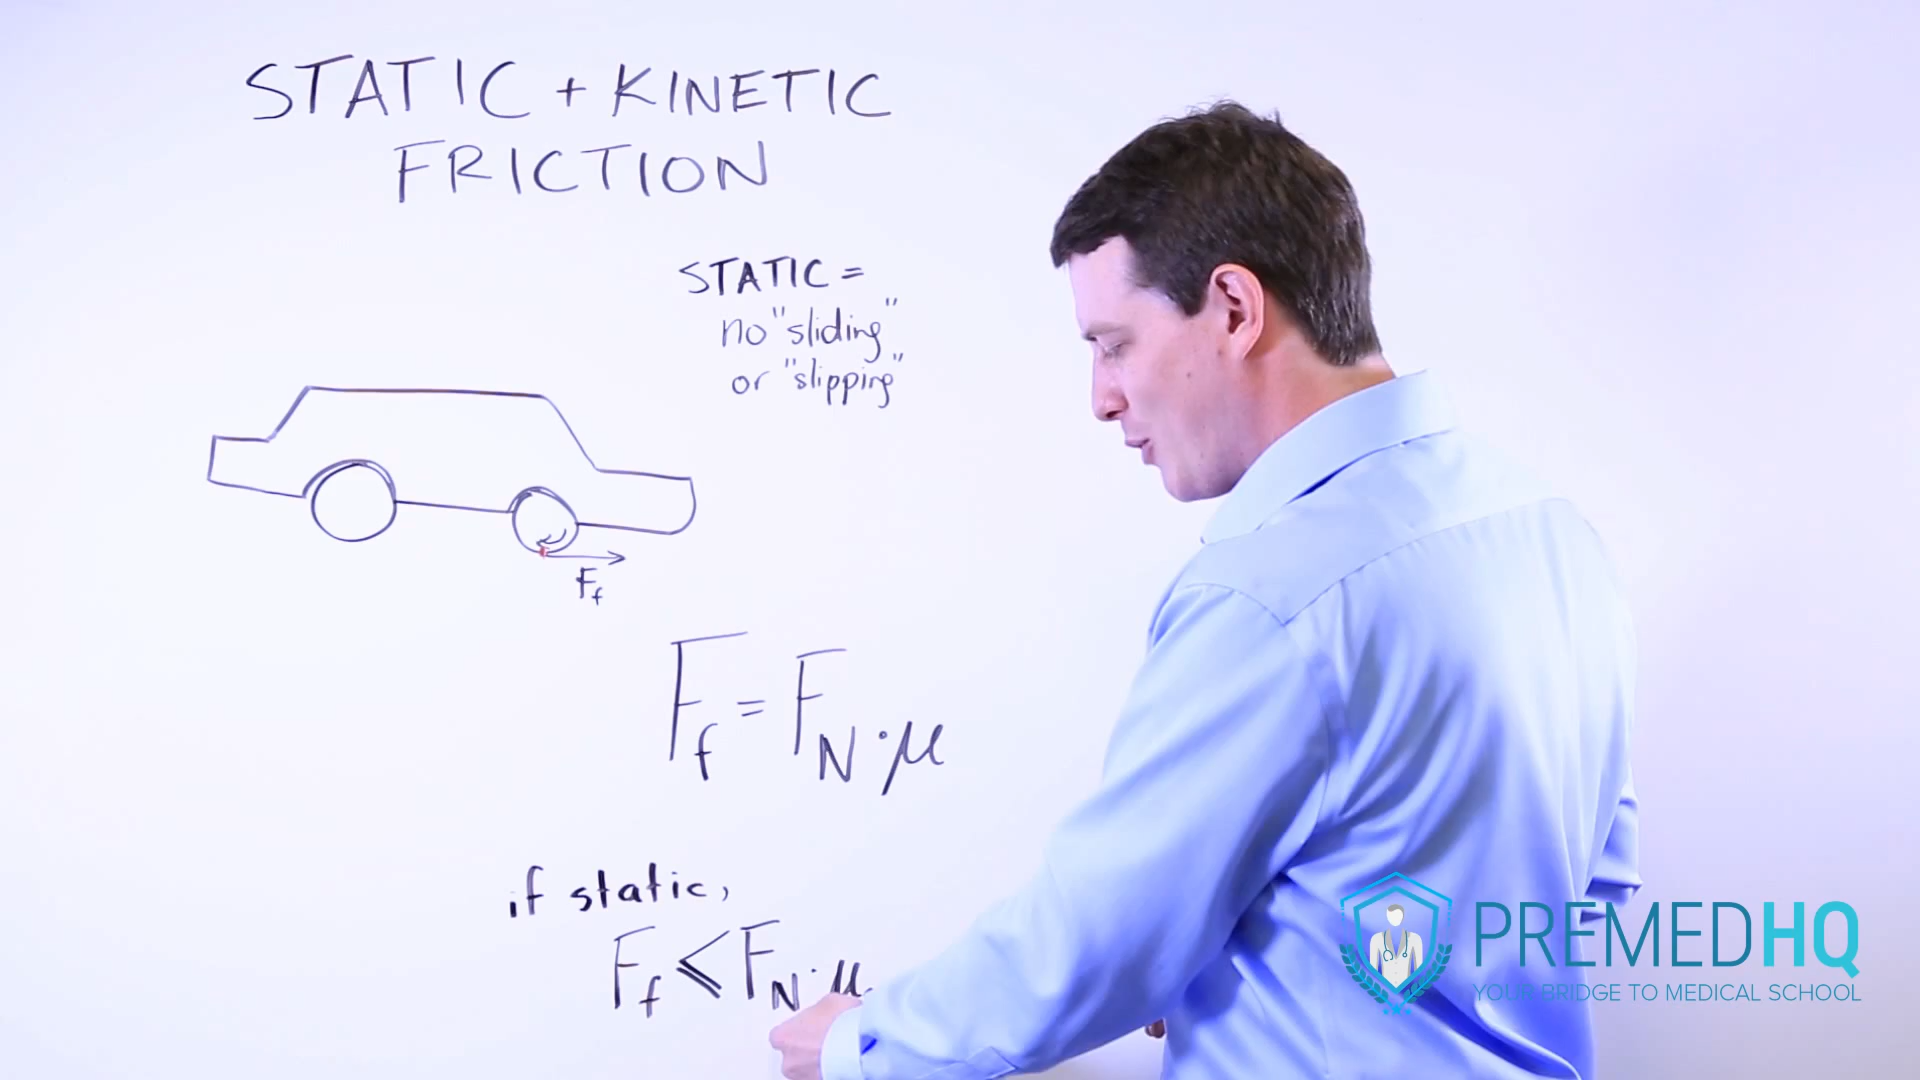 STATIC + KINETIC
FRICTION
STATIC =
no "sliding"
or "slipping"
Ff
Ff = FN · μ
if static,
Ff ≤ FN · μ
PREMEDHQ
YOUR BRIDGE TO MEDICAL SCHOOL